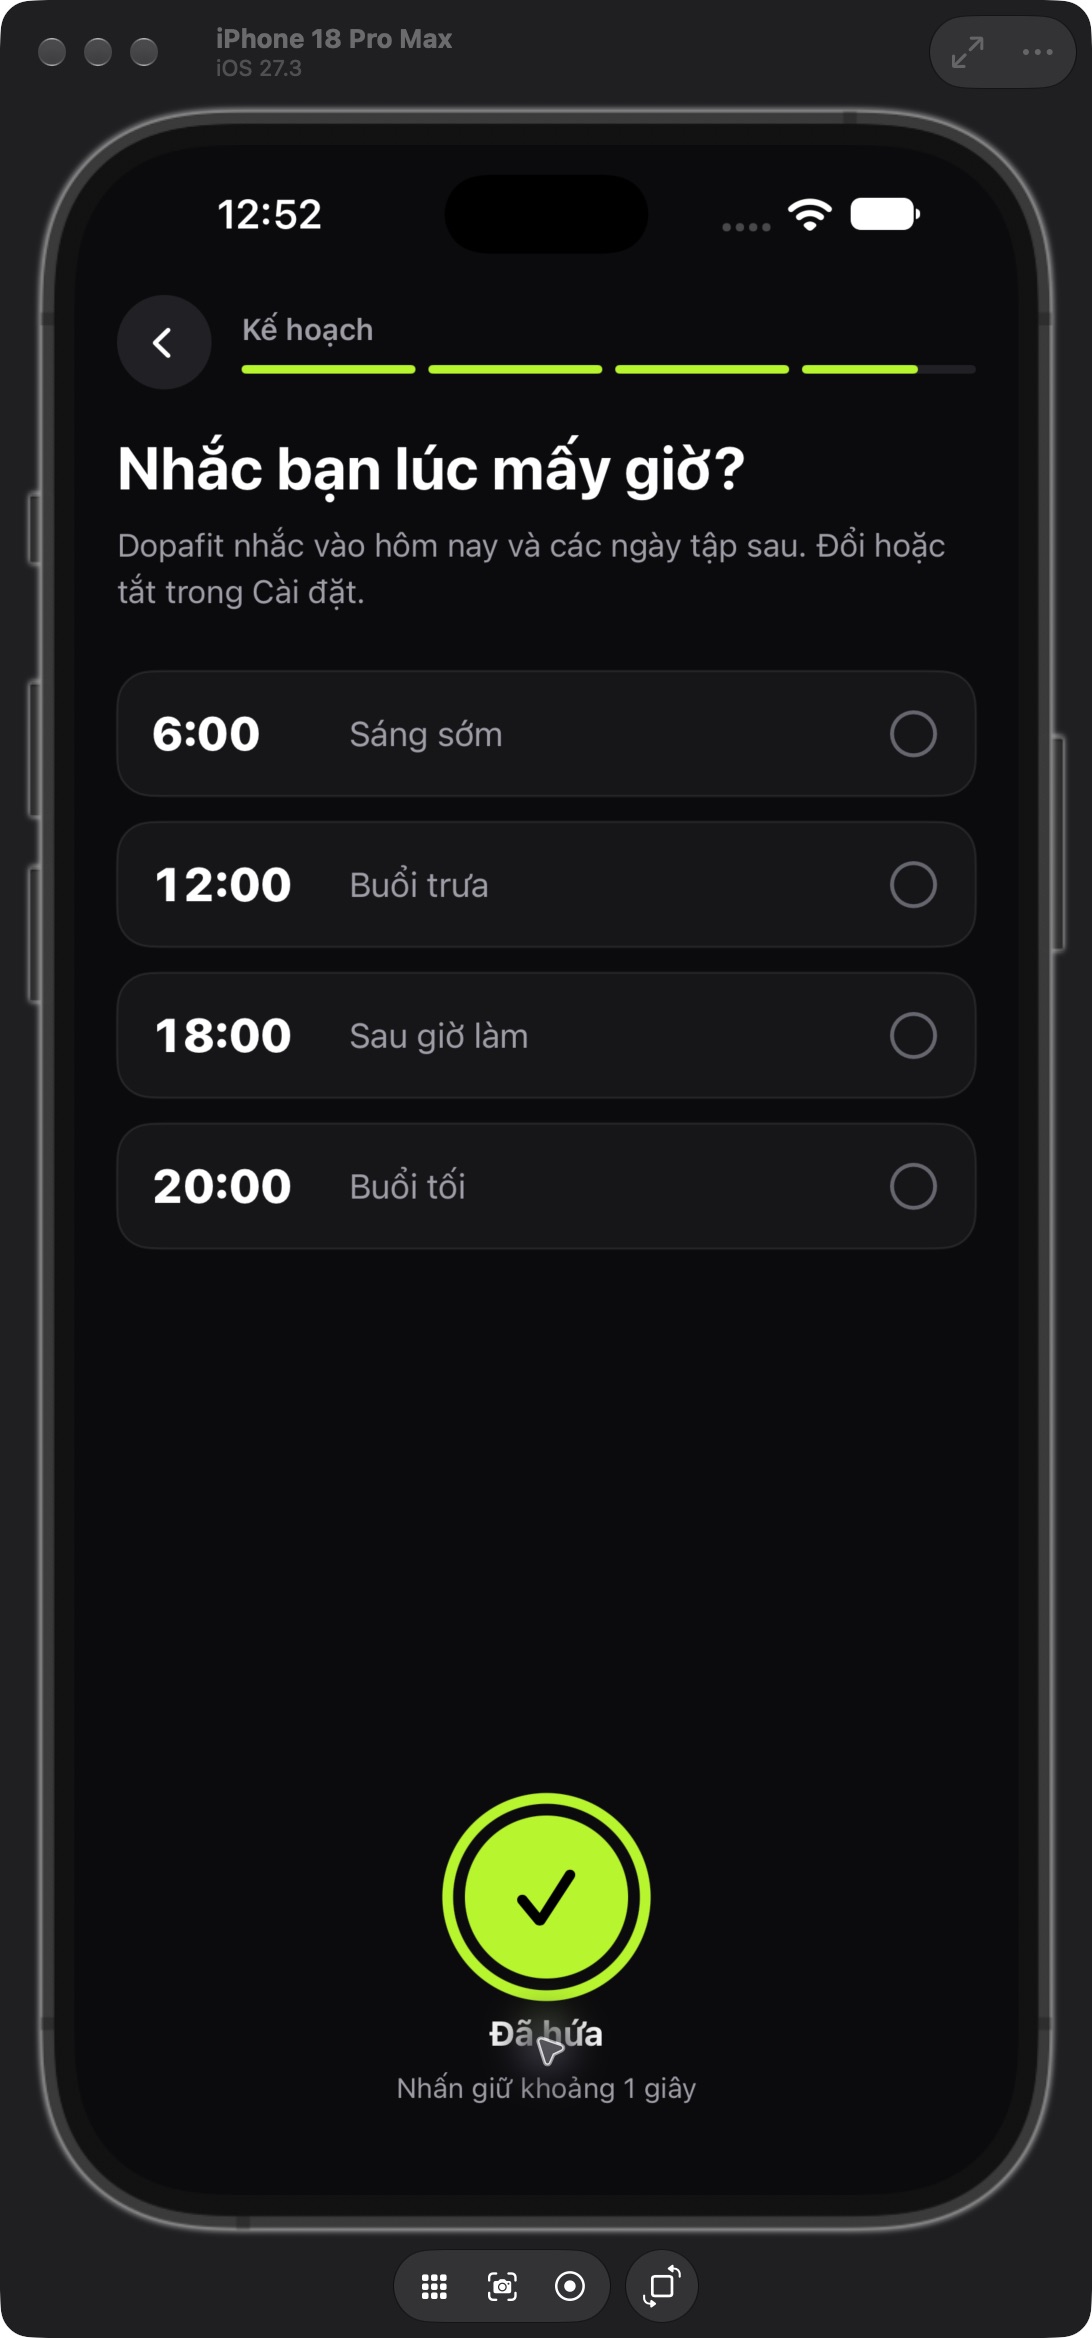 iPhone 18 Pro Max
iOS 27.3
12:52
Kế hoạch
Nhắc bạn lúc mấy giờ?
Dopafit nhắc vào hôm nay và các ngày tập sau. Đổi hoặc
tắt trong Cài đặt.
6:00 Sáng sớm
12:00 Buổi trưa
18:00 Sau giờ làm
20:00 Buổi tối
Đã hứa
Nhấn giữ khoảng 1 giây